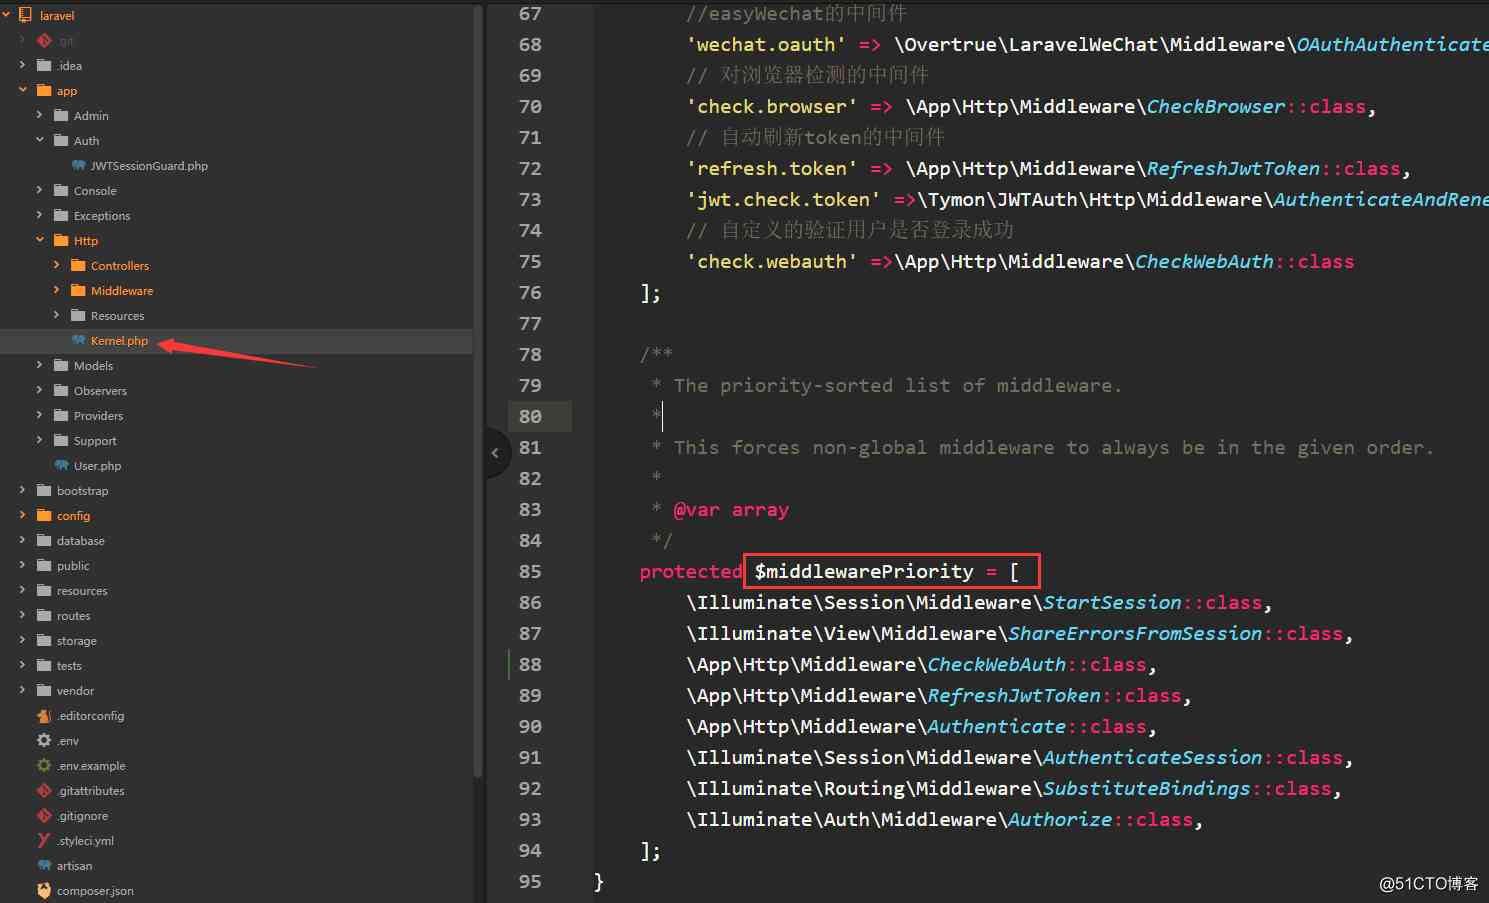 laravel
.git
.idea
app
Admin
Auth
JWTSessionGuard.php
Console
Exceptions
Http
Controllers
Middleware
Resources
Kernel.php
Models
Observers
Providers
Support
User.php
bootstrap
config
database
public
resources
routes
storage
tests
vendor
.editorconfig
.env
.env.example
.gitattributes
.gitignore
.styleci.yml
artisan
composer.json
67 //easyWechat的中间件
68 'wechat.oauth' => \Overtrue\LaravelWeChat\Middleware\OAuthAuthenticate
69 // 对浏览器检测的中间件
70 'check.browser' => \App\Http\Middleware\CheckBrowser::class,
71 // 自动刷新token的中间件
72 'refresh.token' => \App\Http\Middleware\RefreshJwtToken::class,
73 'jwt.check.token' =>\Tymon\JWTAuth\Http\Middleware\AuthenticateAndRene
74 // 自定义的验证用户是否登录成功
75 'check.webauth' =>\App\Http\Middleware\CheckWebAuth::class
76 ];
77
78 /**
79 * The priority-sorted list of middleware.
80 *
81 * This forces non-global middleware to always be in the given order.
82 *
83 * @var array
84 */
85 protected $middlewarePriority = [
86 \Illuminate\Session\Middleware\StartSession::class,
87 \Illuminate\View\Middleware\ShareErrorsFromSession::class,
88 \App\Http\Middleware\CheckWebAuth::class,
89 \App\Http\Middleware\RefreshJwtToken::class,
90 \App\Http\Middleware\Authenticate::class,
91 \Illuminate\Session\Middleware\AuthenticateSession::class,
92 \Illuminate\Routing\Middleware\SubstituteBindings::class,
93 \Illuminate\Auth\Middleware\Authorize::class,
94 ];
95 }
@51CTO博客